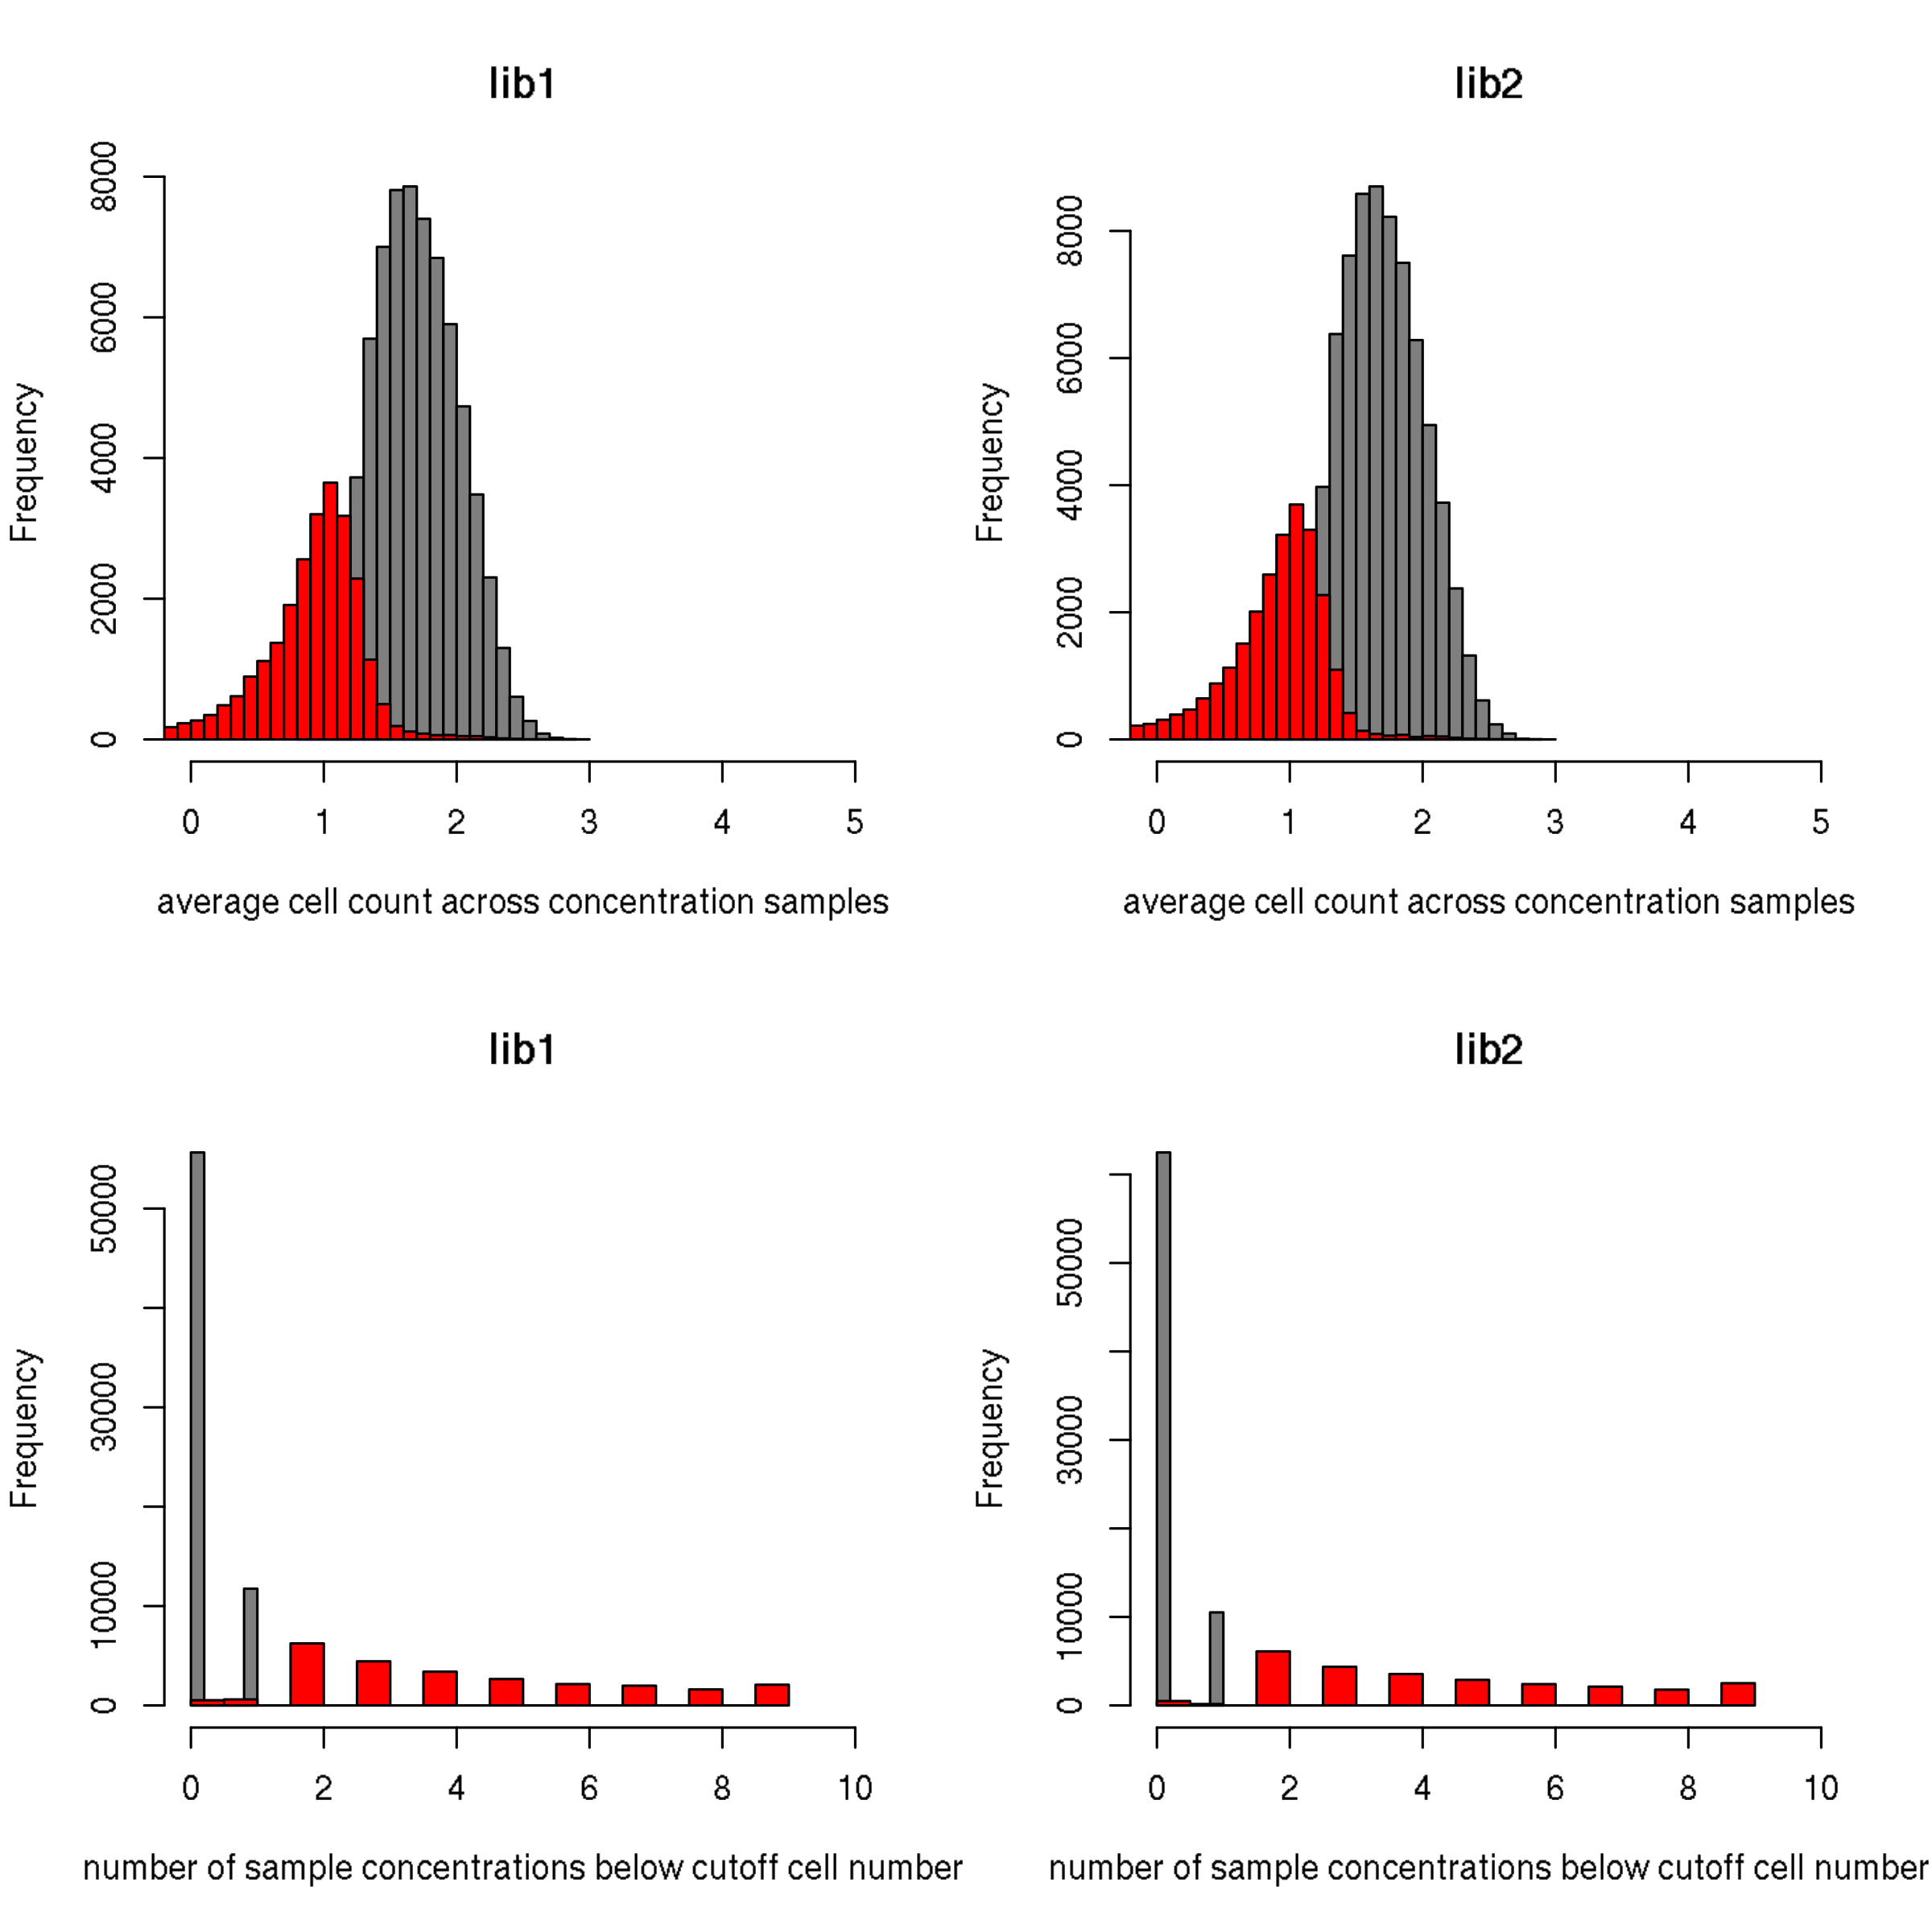 lib1
Frequency
8000
6000
4000
2000
0
0 1 2 3 4 5
average cell count across concentration samples
lib2
Frequency
8000
6000
4000
2000
0
0 1 2 3 4 5
average cell count across concentration samples
lib1
Frequency
50000
30000
10000
0
0 2 4 6 8 10
number of sample concentrations below cutoff cell number
lib2
Frequency
50000
30000
10000
0
0 2 4 6 8 10
number of sample concentrations below cutoff cell number